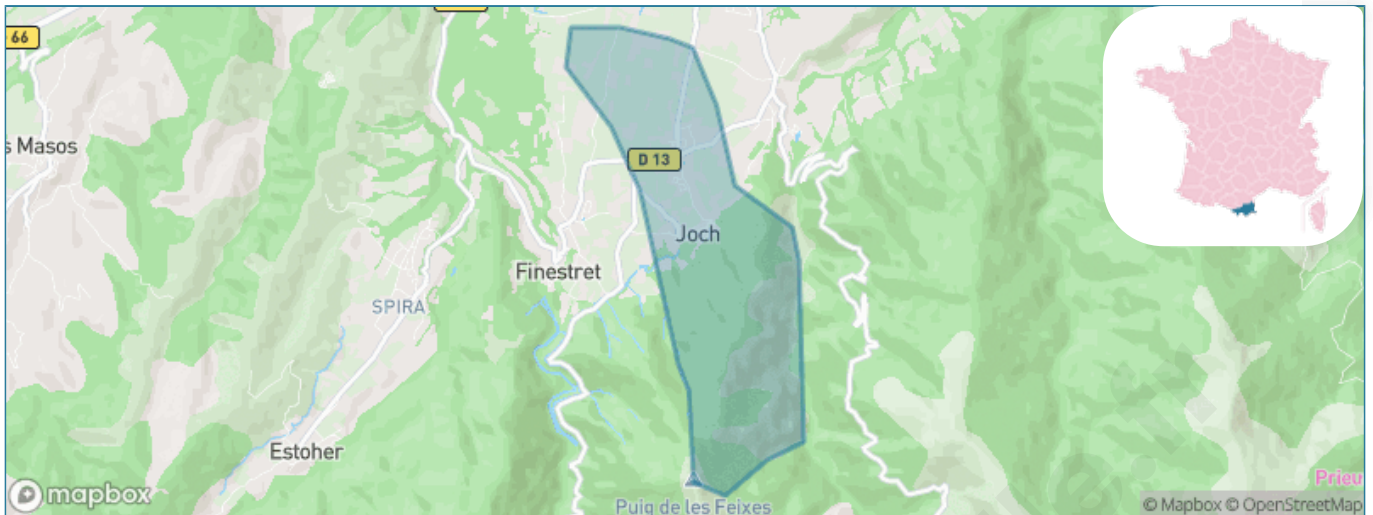 66
s Masos
D 13
Joch
Finestret
SPIRA
Estoher
Prieu
Puig de les Feixes
mapbox
© Mapbox © OpenStreetMap